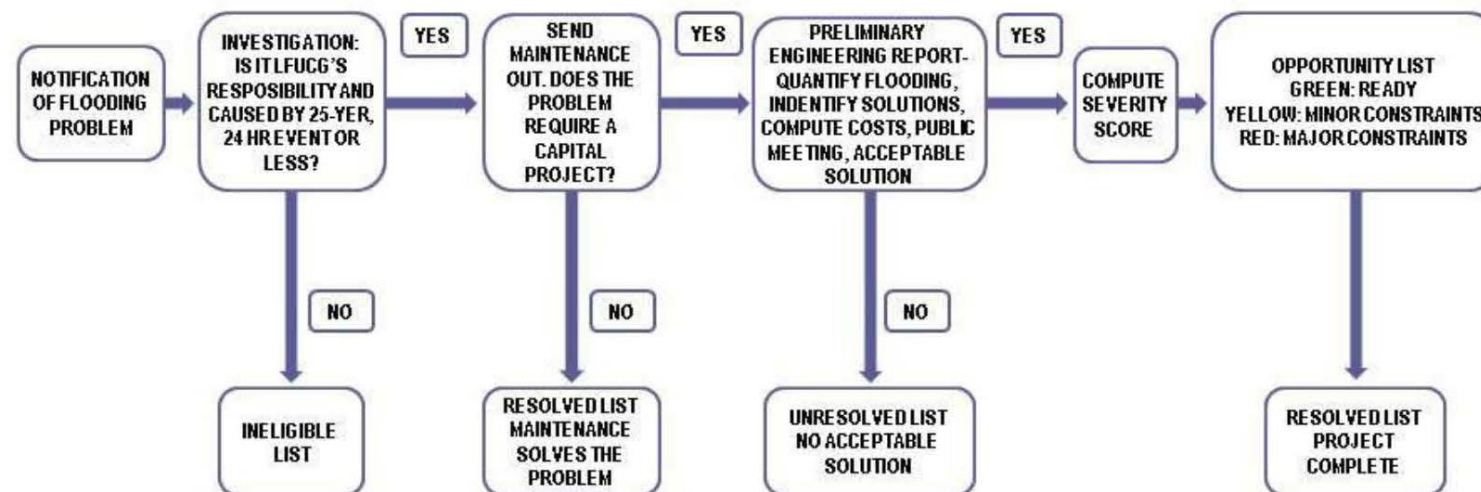 NOTIFICATION
OF FLOODING
PROBLEM
INVESTIGATION:
IS IT LFUCG'S
RESPOSIBILITY AND
CAUSED BY 25-YER,
24 HR EVENT OR
LESS?
YES
SEND
MAINTENANCE
OUT. DOES THE
PROBLEM
REQUIRE A
CAPITAL
PROJECT?
YES
PRELIMINARY
ENGINEERING REPORT-
QUANTIFY FLOODING,
INDENTIFY SOLUTIONS,
COMPUTE COSTS, PUBLIC
MEETING, ACCEPTABLE
SOLUTION
YES
COMPUTE
SEVERITY
SCORE
OPPORTUNITY LIST
GREEN: READY
YELLOW: MINOR CONSTRAINTS
RED: MAJOR CONSTRAINTS
NO
NO
NO
INELIGIBLE
LIST
RESOLVED LIST
MAINTENANCE
SOLVES THE
PROBLEM
UNRESOLVED LIST
NO ACCEPTABLE
SOLUTION
RESOLVED LIST
PROJECT
COMPLETE